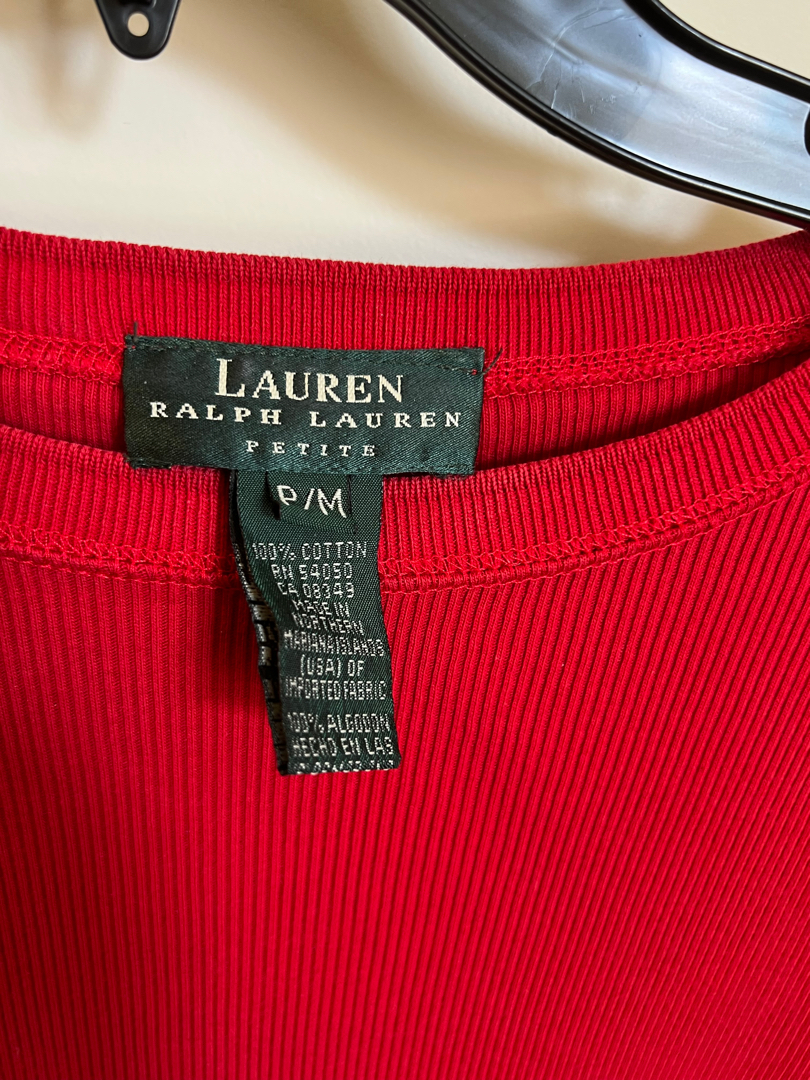 LAUREN
RALPH LAUREN
PETITE
P/M
100% COTTON
RN 54050
CA 08349
MADE IN
NORTHERN
MARIANA ISLANDS
(USA) OF
IMPORTED FABRIC
100% ALGODON
HECHO EN LAS